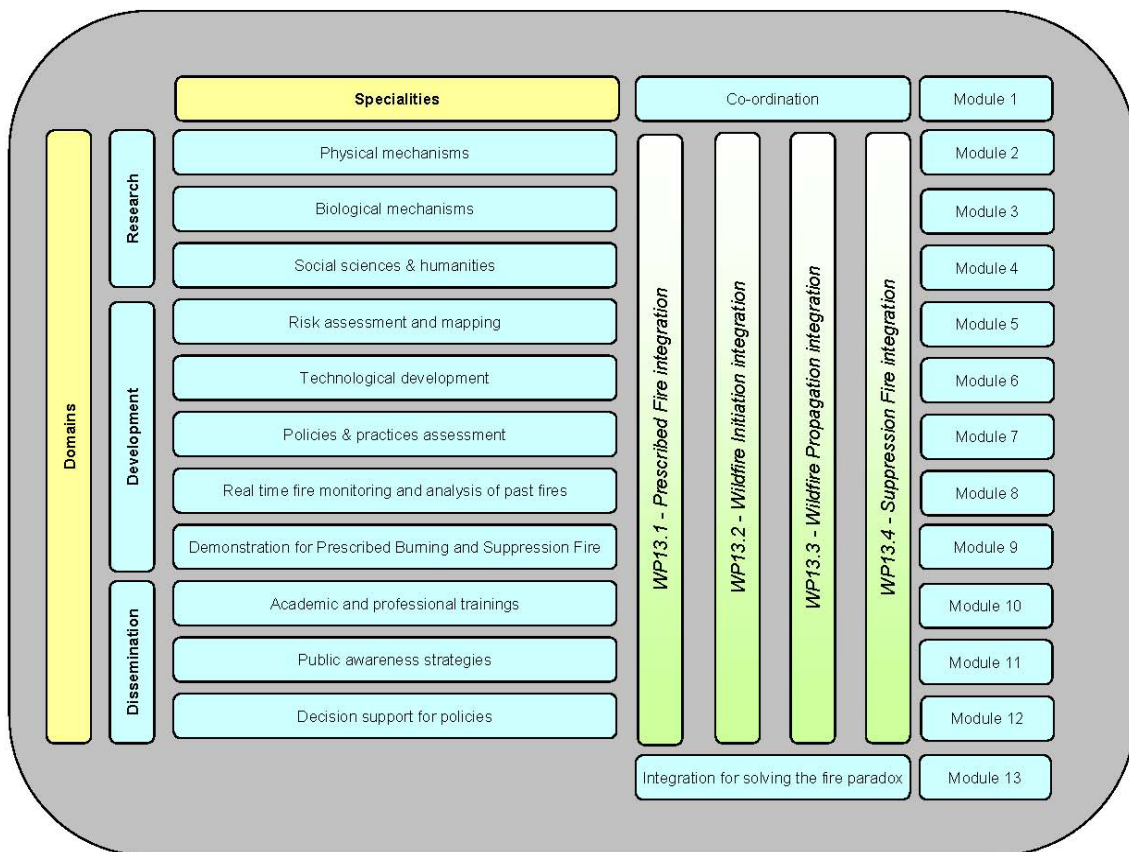 Specialities
Co-ordination
Module 1
Domains
Research
Physical mechanisms
Module 2
Biological mechanisms
Module 3
Social sciences & humanities
Module 4
Development
Risk assessment and mapping
Module 5
Technological development
Module 6
Policies & practices assessment
Module 7
Real time fire monitoring and analysis of past fires
Module 8
Demonstration for Prescribed Burning and Suppression Fire
Module 9
Dissemination
Academic and professional trainings
Module 10
Public awareness strategies
Module 11
Decision support for policies
Module 12
WP13.1 - Prescribed Fire integration
WP13.2 - Wildfire Initiation integration
WP13.3 - Wildfire Propagation integration
WP13.4 - Suppression Fire integration
Integration for solving the fire paradox
Module 13